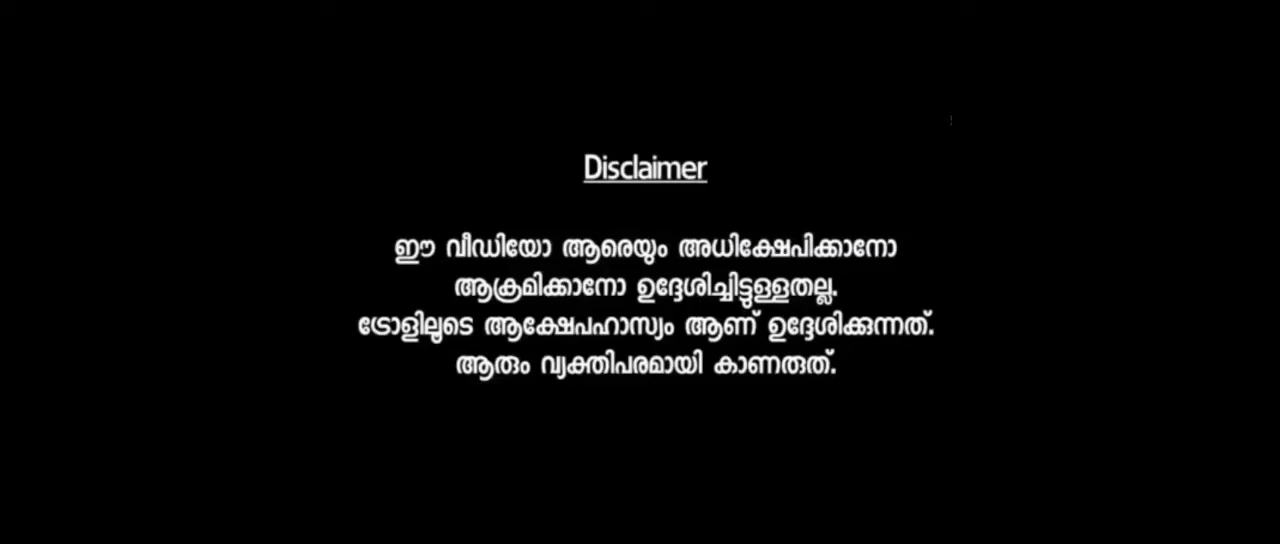 Disclaimer
ഈ വീഡിയോ ആരെയും അധിക്ഷേപിക്കാനോ
ആക്രമിക്കാനോ ഉദ്ദേശിച്ചിട്ടുള്ളതല്ല.
ട്രോളിലൂടെ ആക്ഷേപഹാസ്യം ആണ് ഉദ്ദേശിക്കുന്നത്.
ആരും വ്യക്തിപരമായി കാണരുത്.